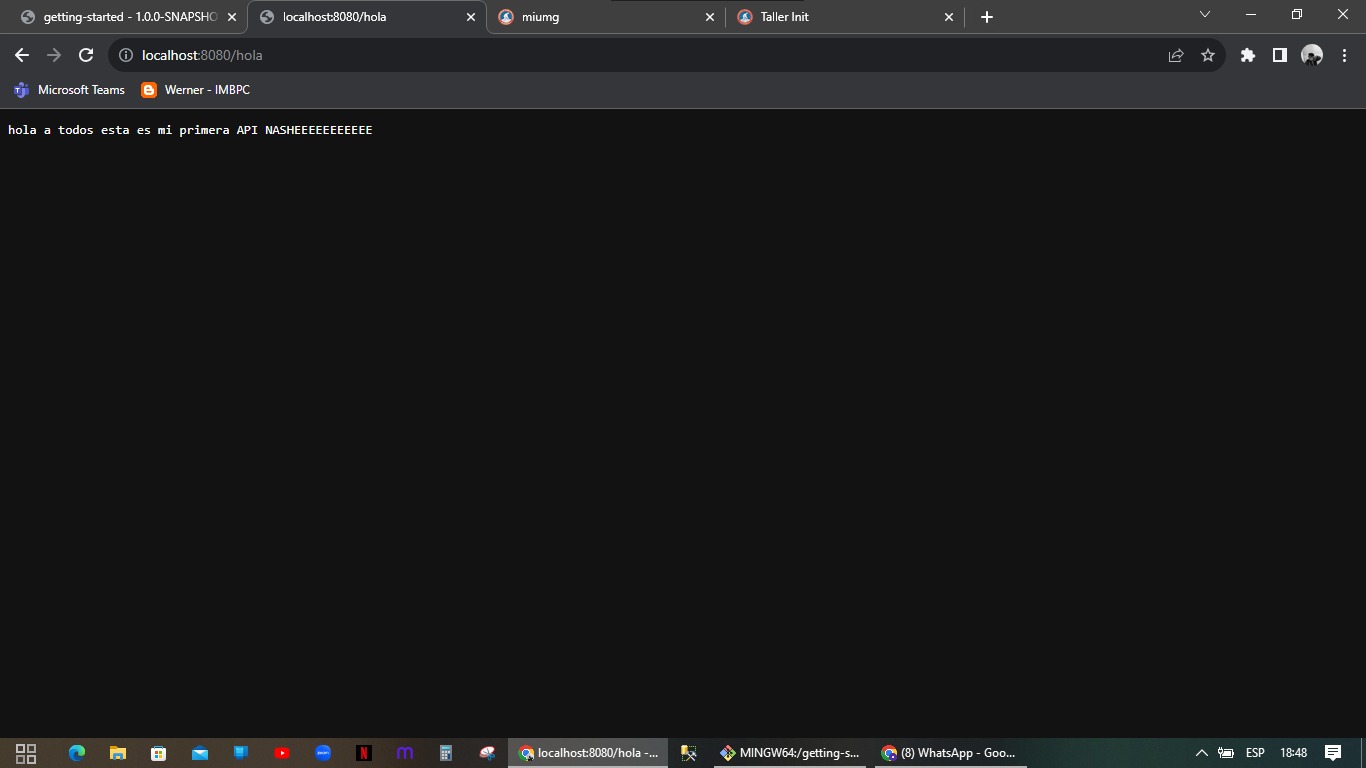 getting-started - 1.0.0-SNAPSHO
localhost:8080/hola
miumg
Taller Init
localhost:8080/hola
Microsoft Teams
Werner - IMBPC
hola a todos esta es mi primera API NASHEEEEEEEEEEE
localhost:8080/hola -...
MINGW64:/getting-s...
(8) WhatsApp - Goo...
ESP
18:48